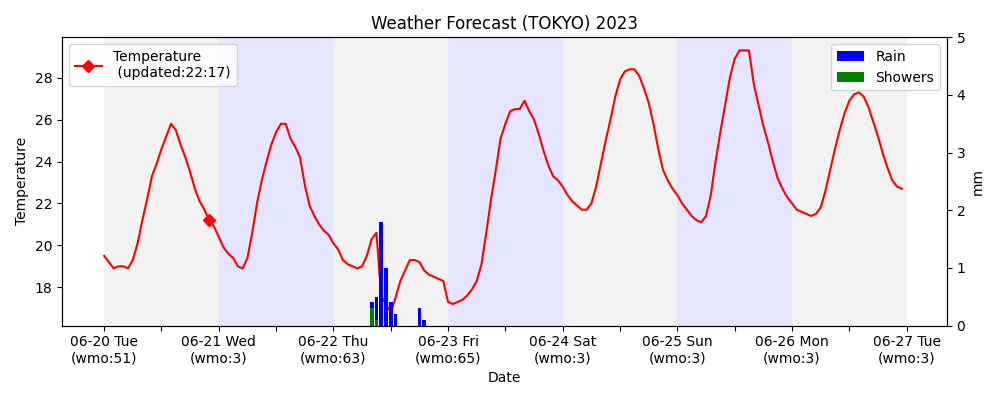 Weather Forecast (TOKYO) 2023
Temperature
(updated:22:17)
Rain
Showers
Temperature
28
26
24
22
20
18
5
4
3
2
1
0
mm
06-20 Tue
(wmo:51)
06-21 Wed
(wmo:3)
06-22 Thu
(wmo:63)
06-23 Fri
(wmo:65)
06-24 Sat
(wmo:3)
06-25 Sun
(wmo:3)
06-26 Mon
(wmo:3)
06-27 Tue
(wmo:3)
Date